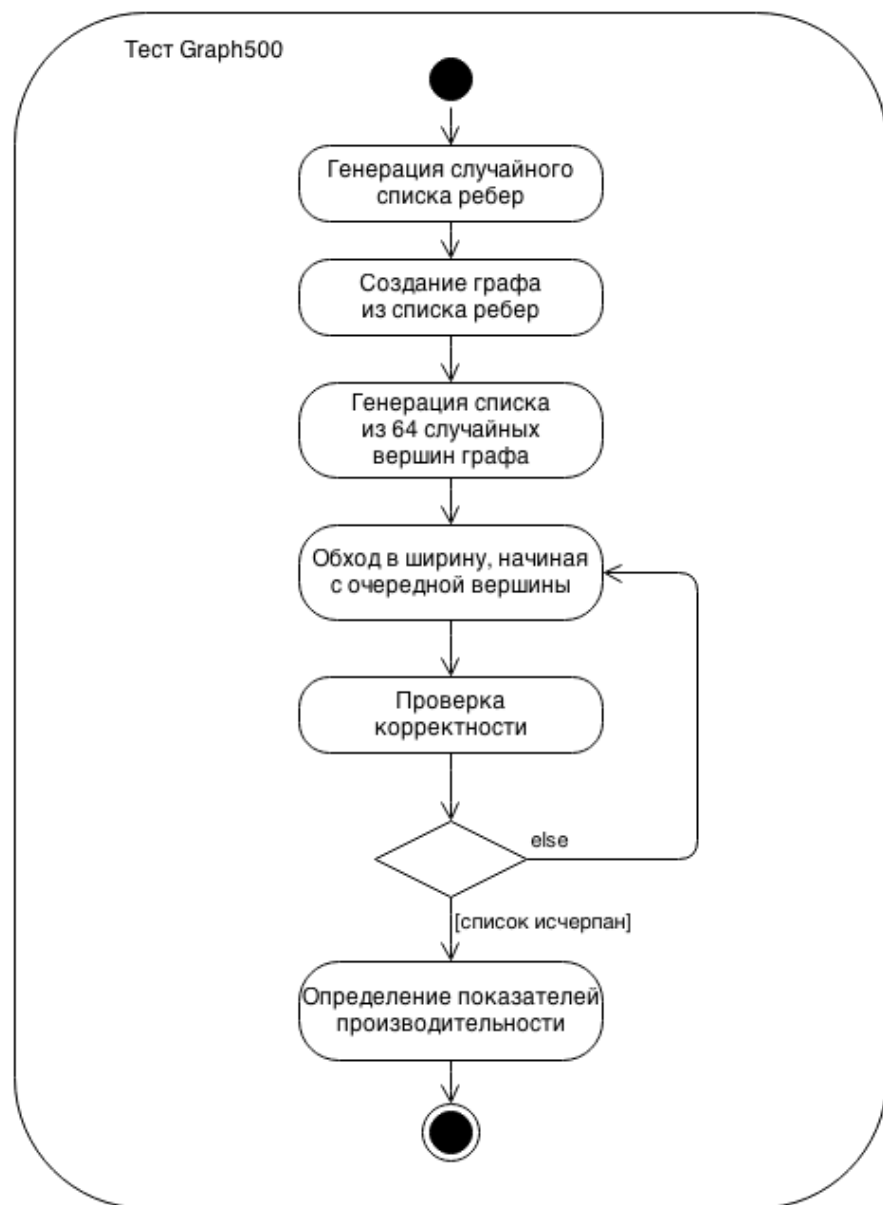 Тест Graph500
Генерация случайного
списка ребер
Создание графа
из списка ребер
Генерация списка
из 64 случайных
вершин графа
Обход в ширину, начиная
с очередной вершины
Проверка
корректности
else
[список исчерпан]
Определение показателей
производительности